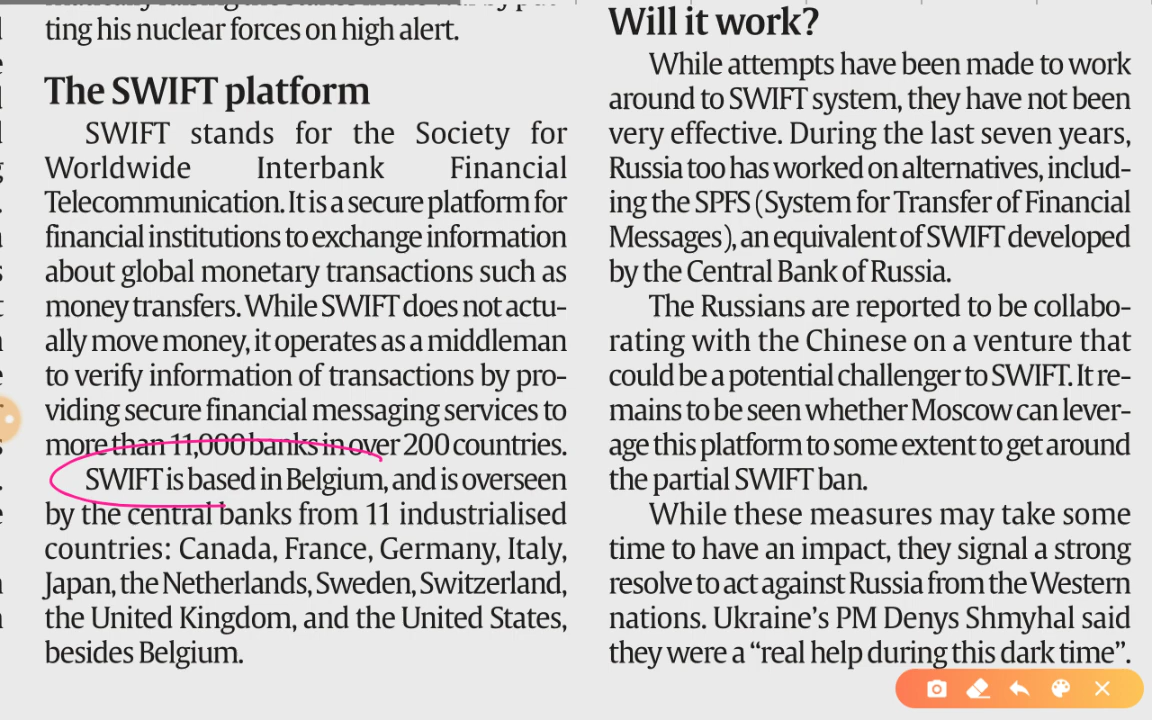 ting his nuclear forces on high alert.
The SWIFT platform
SWIFT stands for the Society for
Worldwide Interbank Financial
Telecommunication. It is a secure platform for
financial institutions to exchange information
about global monetary transactions such as
money transfers. While SWIFT does not actu-
ally move money, it operates as a middleman
to verify information of transactions by pro-
viding secure financial messaging services to
more than 11,000 banks in over 200 countries.
SWIFT is based in Belgium, and is overseen
by the central banks from 11 industrialised
countries: Canada, France, Germany, Italy,
Japan, the Netherlands, Sweden, Switzerland,
the United Kingdom, and the United States,
besides Belgium.
Will it work?
While attempts have been made to work
around to SWIFT system, they have not been
very effective. During the last seven years,
Russia too has worked on alternatives, includ-
ing the SPFS (System for Transfer of Financial
Messages), an equivalent of SWIFT developed
by the Central Bank of Russia.
The Russians are reported to be collabo-
rating with the Chinese on a venture that
could be a potential challenger to SWIFT. It re-
mains to be seen whether Moscow can lever-
age this platform to some extent to get around
the partial SWIFT ban.
While these measures may take some
time to have an impact, they signal a strong
resolve to act against Russia from the Western
nations. Ukraine’s PM Denys Shmyhal said
they were a “real help during this dark time”.